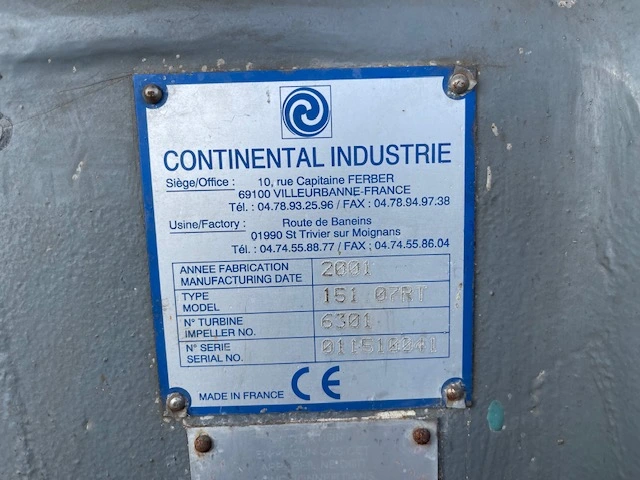 CONTINENTAL INDUSTRIE
Siège/Office : 10, rue Capitaine FERBER
69100 VILLEURBANNE-FRANCE
Tél. : 04.78.93.25.96 / FAX : 04.78.94.97.38
Usine/Factory : Route de Baneins
01990 St Trivier sur Moignans
Tél. : 04.74.55.88.77 / FAX : 04.74.55.86.04
ANNEE FABRICATION 2001
MANUFACTURING DATE
TYPE 151 07RT
MODEL
N° TURBINE 6301
IMPELLER NO.
N° SERIE
SERIAL NO.
MADE IN FRANCE CE